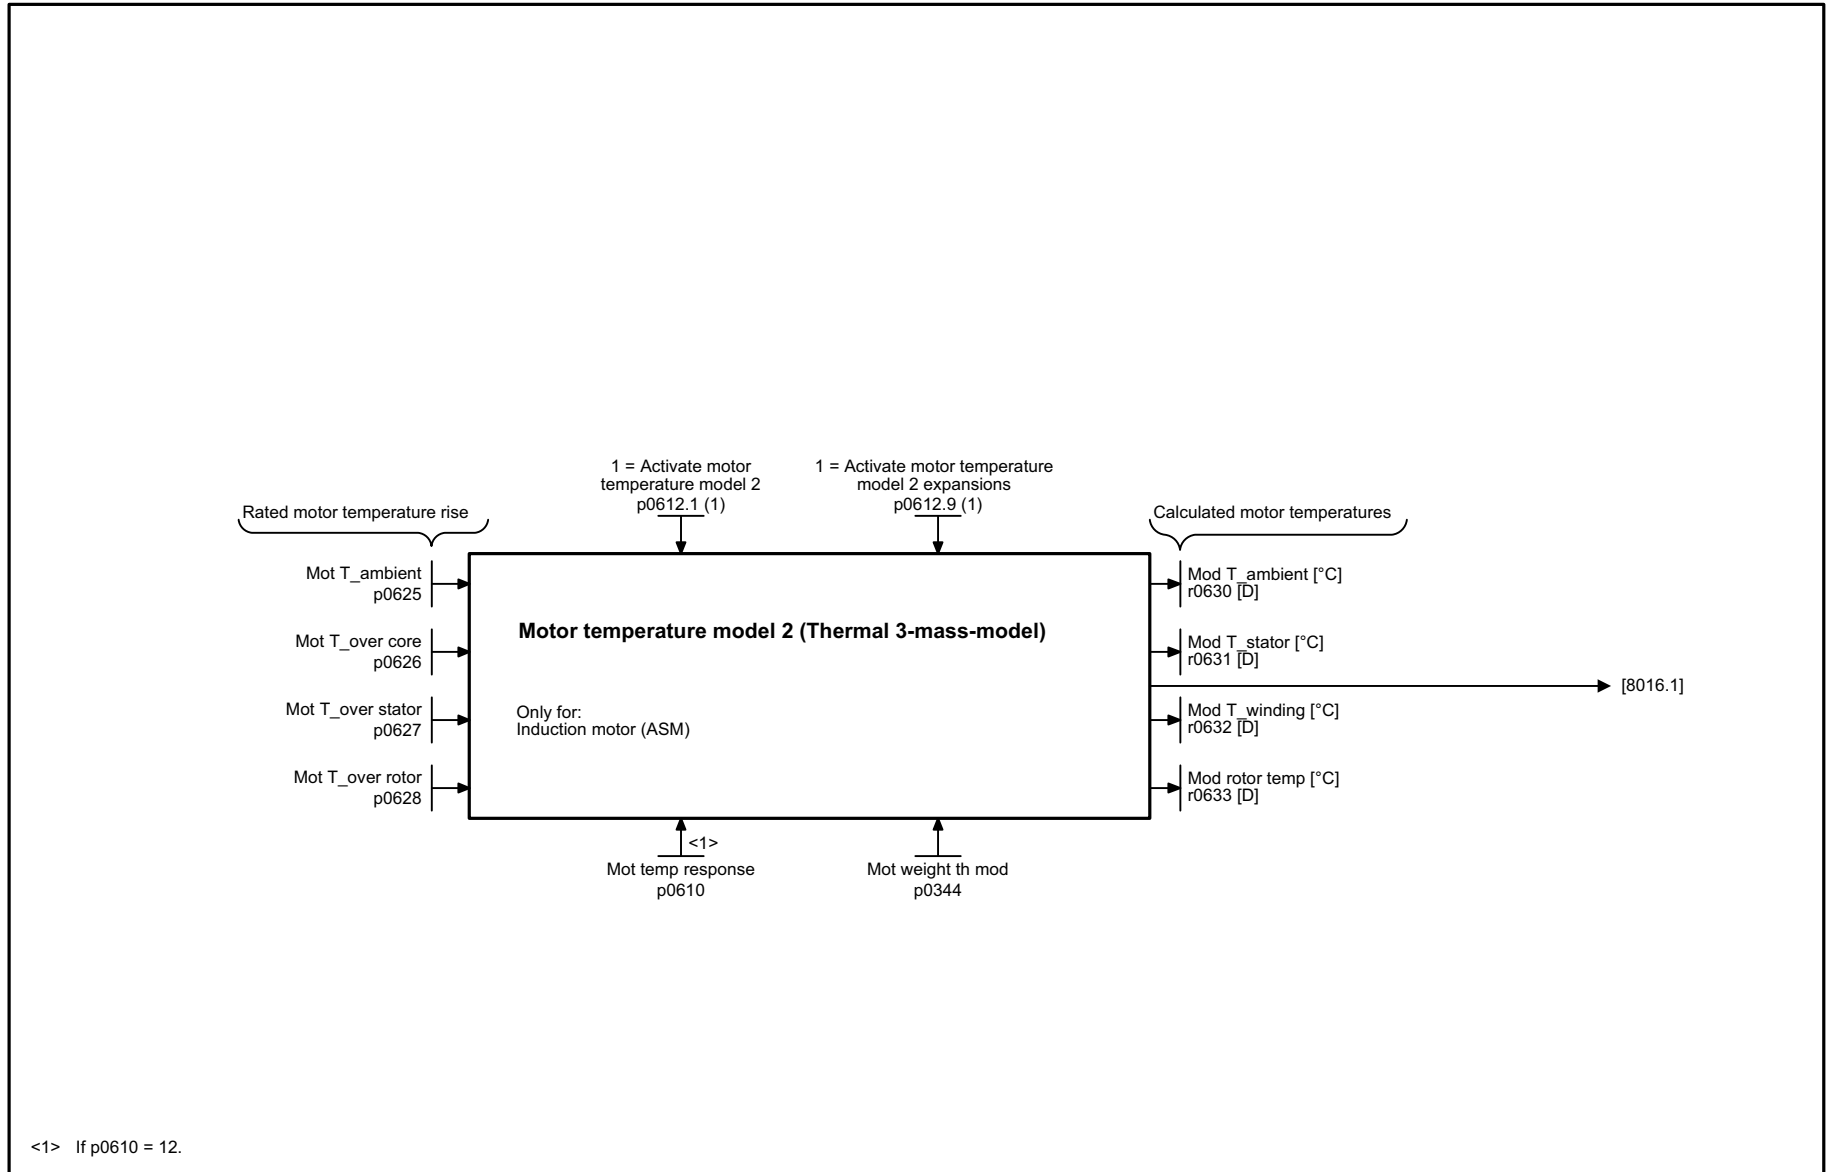 1 = Activate motor
temperature model 2
p0612.1 (1)
1 = Activate motor temperature
model 2 expansions
p0612.9 (1)
Rated motor temperature rise
Calculated motor temperatures
Mot T_ambient
p0625
Mot T_over core
p0626
Mot T_over stator
p0627
Mot T_over rotor
p0628
Motor temperature model 2 (Thermal 3-mass-model)
Only for:
Induction motor (ASM)
Mod T_ambient [°C]
r0630 [D]
Mod T_stator [°C]
r0631 [D]
[8016.1]
Mod T_winding [°C]
r0632 [D]
Mod rotor temp [°C]
r0633 [D]
<1>
Mot temp response
p0610
Mot weight th mod
p0344
<1> If p0610 = 12.